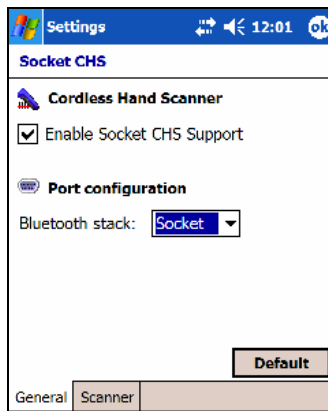 Settings 12:01 ok
Socket CHS
Cordless Hand Scanner
Enable Socket CHS Support
Port configuration
Bluetooth stack: Socket
Default
General Scanner